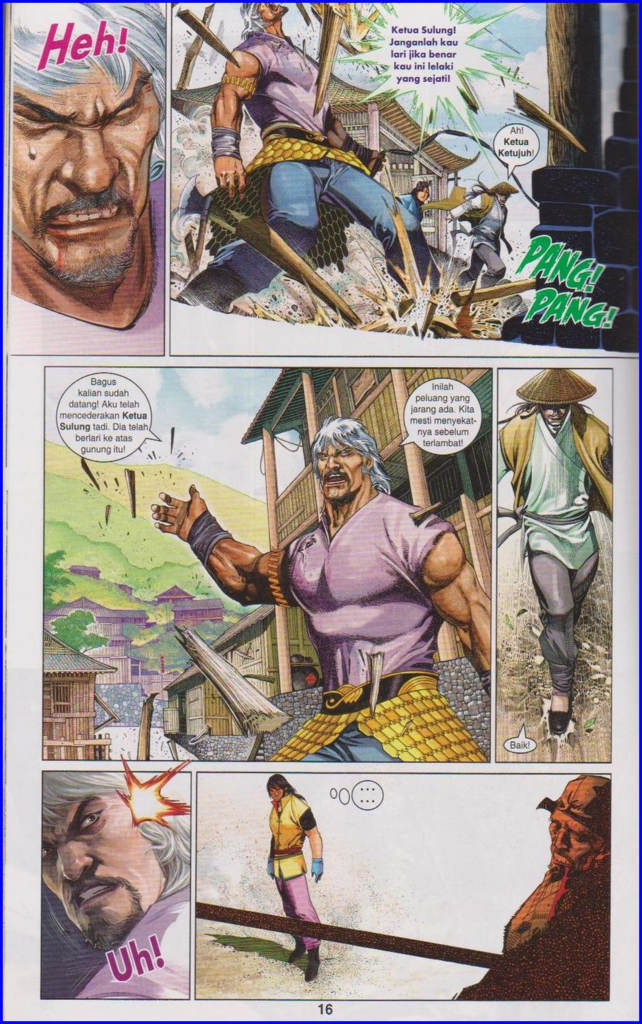 Heh!
Ketua Sulung!
Janganlah kau
lari jika benar
kau ini lelaki
yang sejati!
Ah!
Ketua
Ketujuh!
PANG!
PANG!
Bagus
kalian sudah
datang! Aku telah
mencederakan Ketua
Sulung tadi. Dia telah
berlari ke atas
gunung itu!
Inilah
peluang yang
jarang ada. Kita
mesti menyekat-
nya sebelum
terlambat!
Baik!
Uh!
16